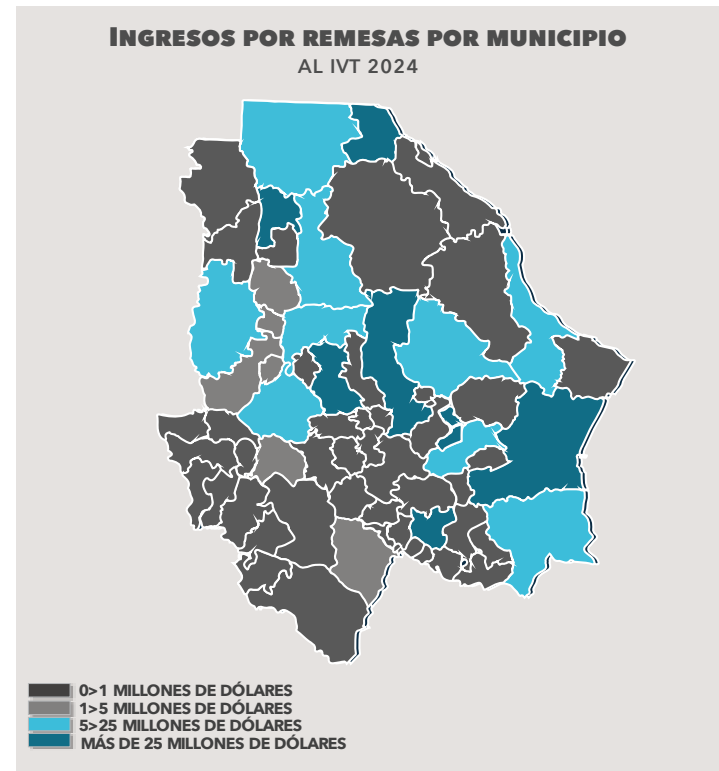 INGRESOS POR REMESAS POR MUNICIPIO
AL IVT 2024
0>1 MILLONES DE DÓLARES
1>5 MILLONES DE DÓLARES
5>25 MILLONES DE DÓLARES
MÁS DE 25 MILLONES DE DÓLARES